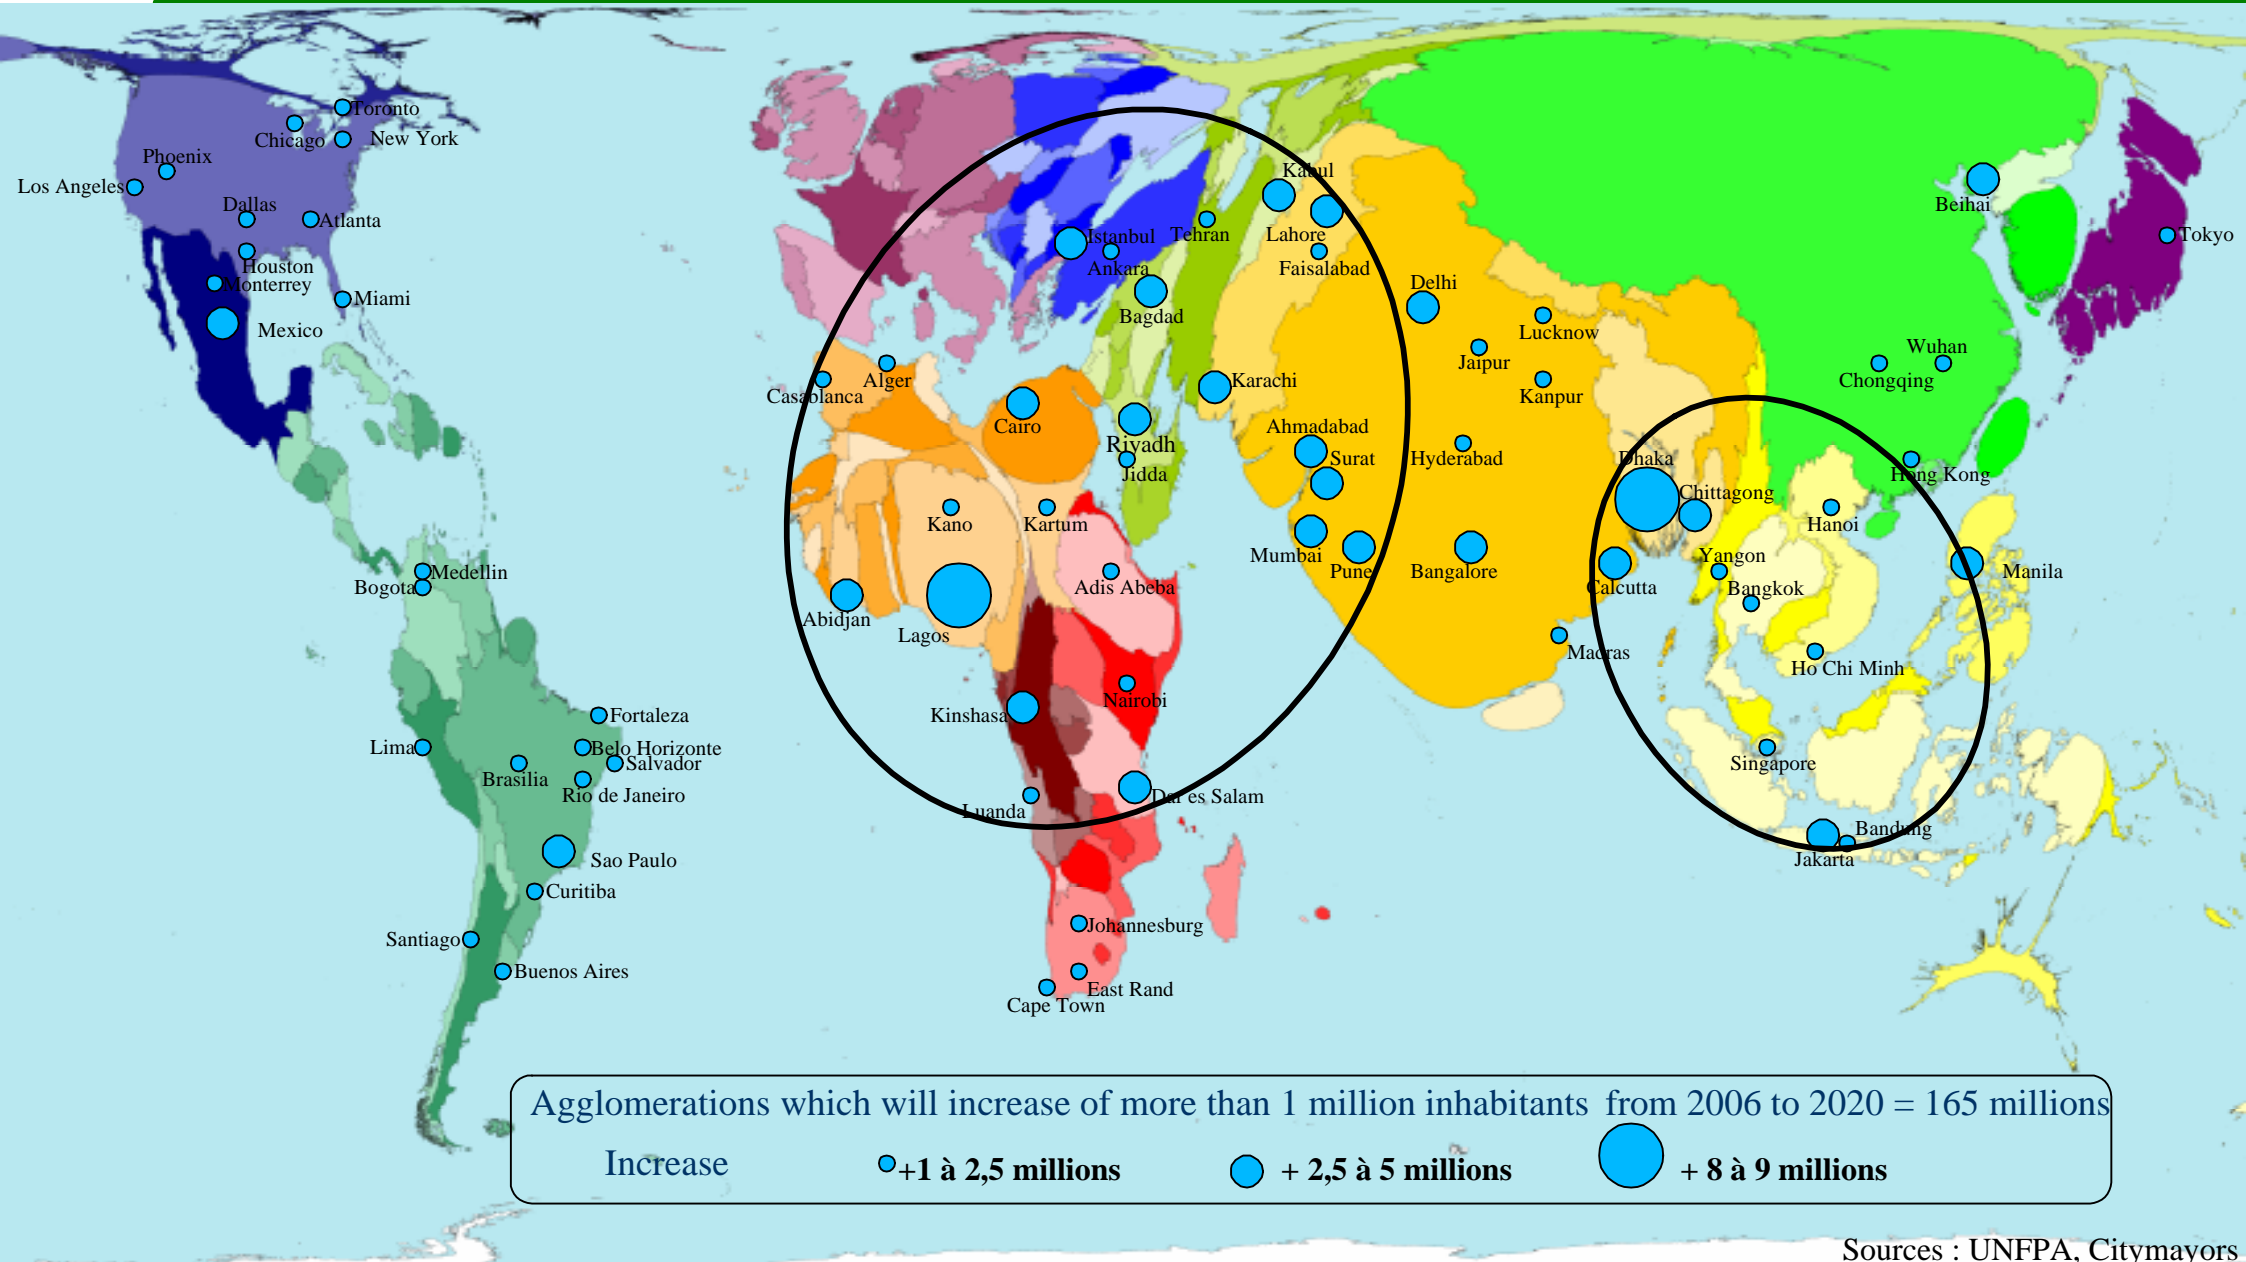 Toronto
Chicago
New York
Phoenix
Los Angeles
Dallas
Atlanta
Houston
Monterrey
Miami
Mexico
Medellin
Bogota
Fortaleza
Lima
Belo Horizonte
Salvador
Brasilia
Rio de Janeiro
Sao Paulo
Curitiba
Santiago
Buenos Aires
Istanbul
Ankara
Tehran
Kabul
Lahore
Faisalabad
Bagdad
Casablanca
Alger
Cairo
Riyadh
Jidda
Karachi
Kano
Kartum
Adis Abeba
Abidjan
Lagos
Kinshasa
Nairobi
Luanda
Dar es Salam
Johannesburg
East Rand
Cape Town
Delhi
Lucknow
Jaipur
Kanpur
Ahmadabad
Surat
Hyderabad
Mumbai
Pune
Bangalore
Madras
Dhaka
Chittagong
Calcutta
Yangon
Bangkok
Hanoi
Ho Chi Minh
Singapore
Jakarta
Bandung
Manila
Hong Kong
Chongqing
Wuhan
Beihai
Tokyo
Agglomerations which will increase of more than 1 million inhabitants from 2006 to 2020 = 165 millions
Increase +1 à 2,5 millions + 2,5 à 5 millions + 8 à 9 millions
Sources : UNFPA, Citymayors